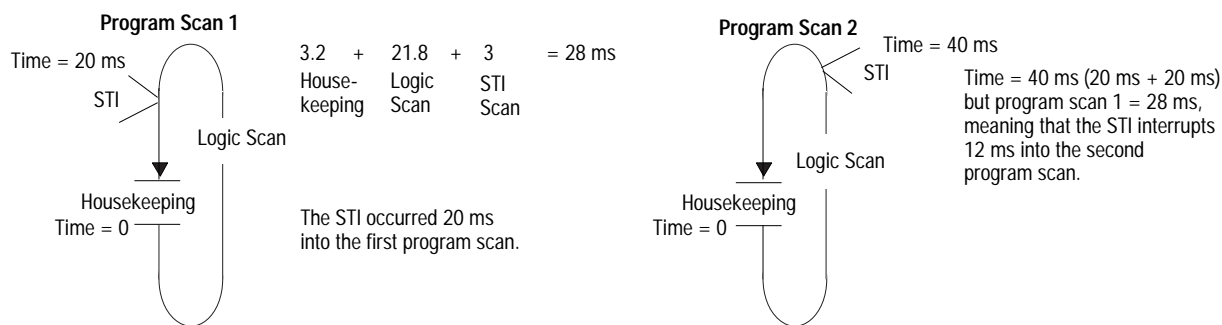 Program Scan 1
Time = 20 ms
STI
Logic Scan
Housekeeping
Time = 0
3.2 + 21.8 + 3 = 28 ms
House- Logic STI
keeping Scan Scan
The STI occurred 20 ms
into the first program scan.
Program Scan 2
Time = 40 ms
STI
Logic Scan
Housekeeping
Time = 0
Time = 40 ms (20 ms + 20 ms)
but program scan 1 = 28 ms,
meaning that the STI interrupts
12 ms into the second
program scan.